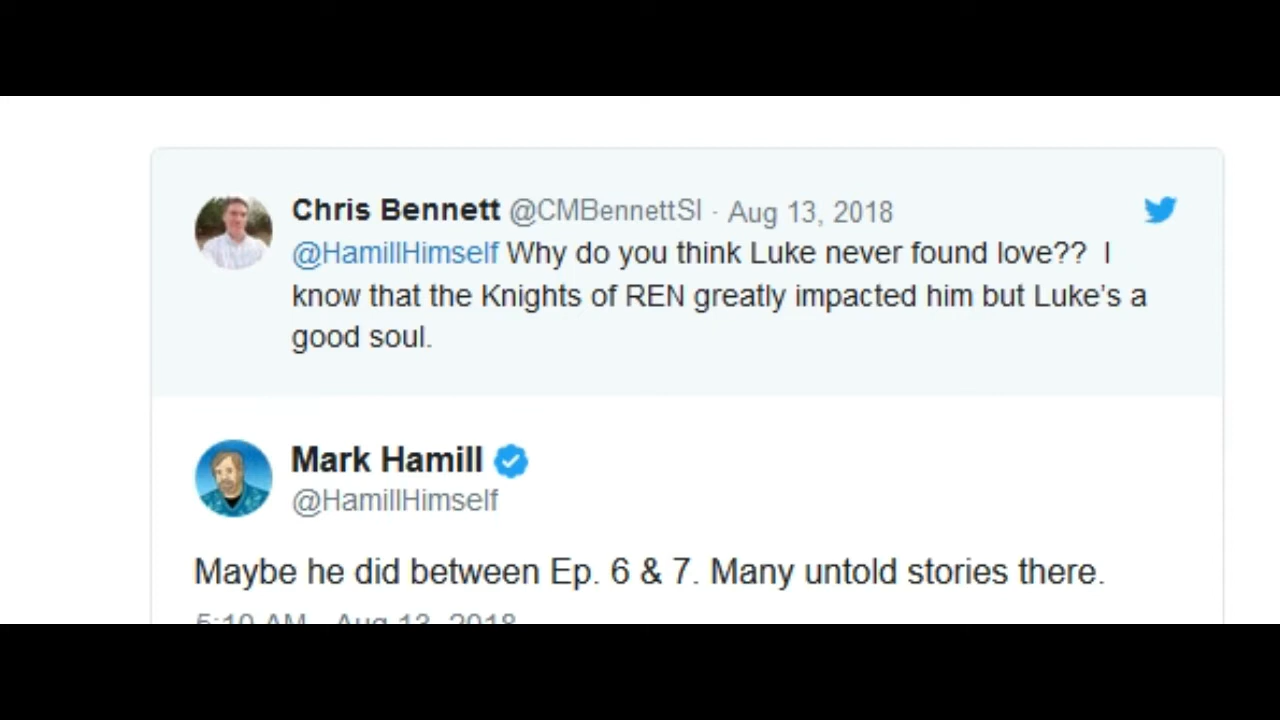 Chris Bennett @CMBennettSI · Aug 13, 2018
@HamillHimself Why do you think Luke never found love?? I
know that the Knights of REN greatly impacted him but Luke's a
good soul.
Mark Hamill
@HamillHimself
Maybe he did between Ep. 6 & 7. Many untold stories there.
5:10 AM - Aug 13, 2018